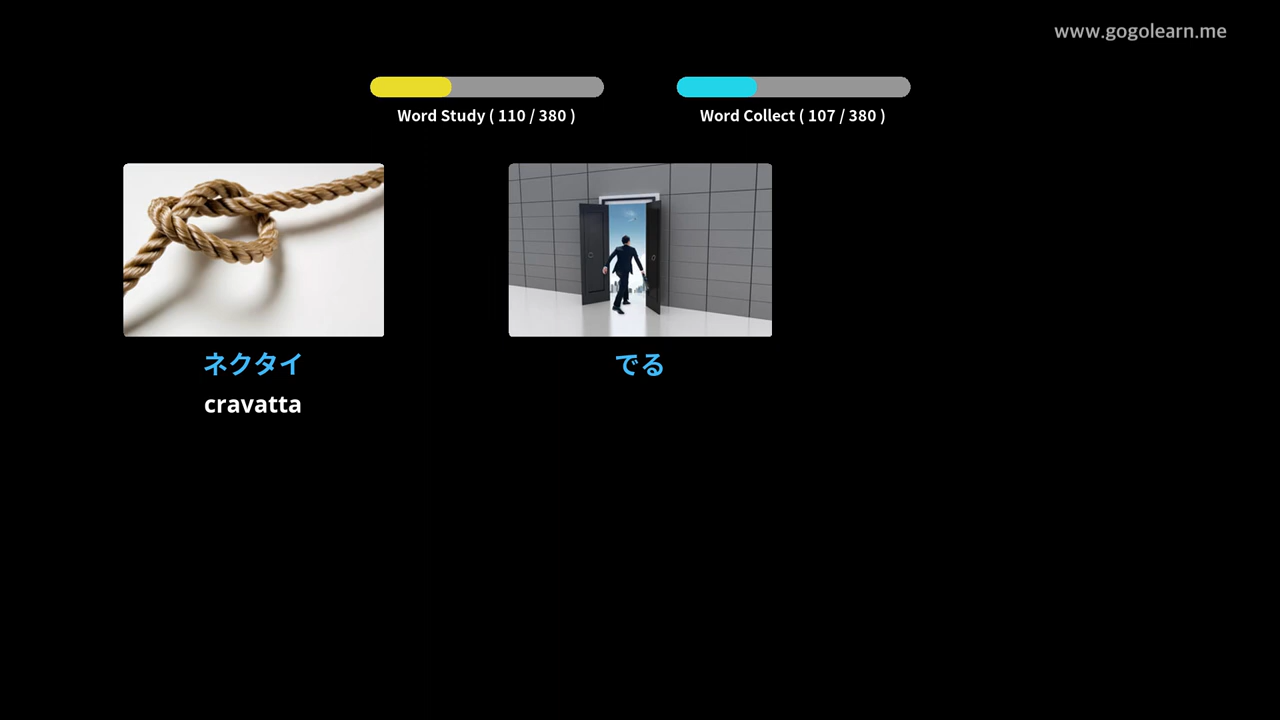 www.gogolearn.me
Word Study ( 110 / 380 )
Word Collect ( 107 / 380 )
ネクタイ
cravatta
でる